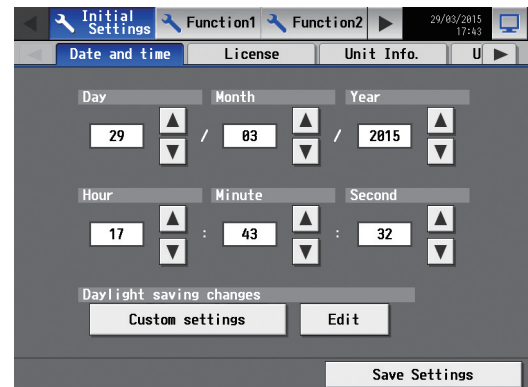 Initial Settings Function1 Function2 29/03/2015 17:43
Date and time License Unit Info. U
Day Month Year
29 / 03 / 2015
Hour Minute Second
17 : 43 : 32
Daylight saving changes
Custom settings Edit
Save Settings